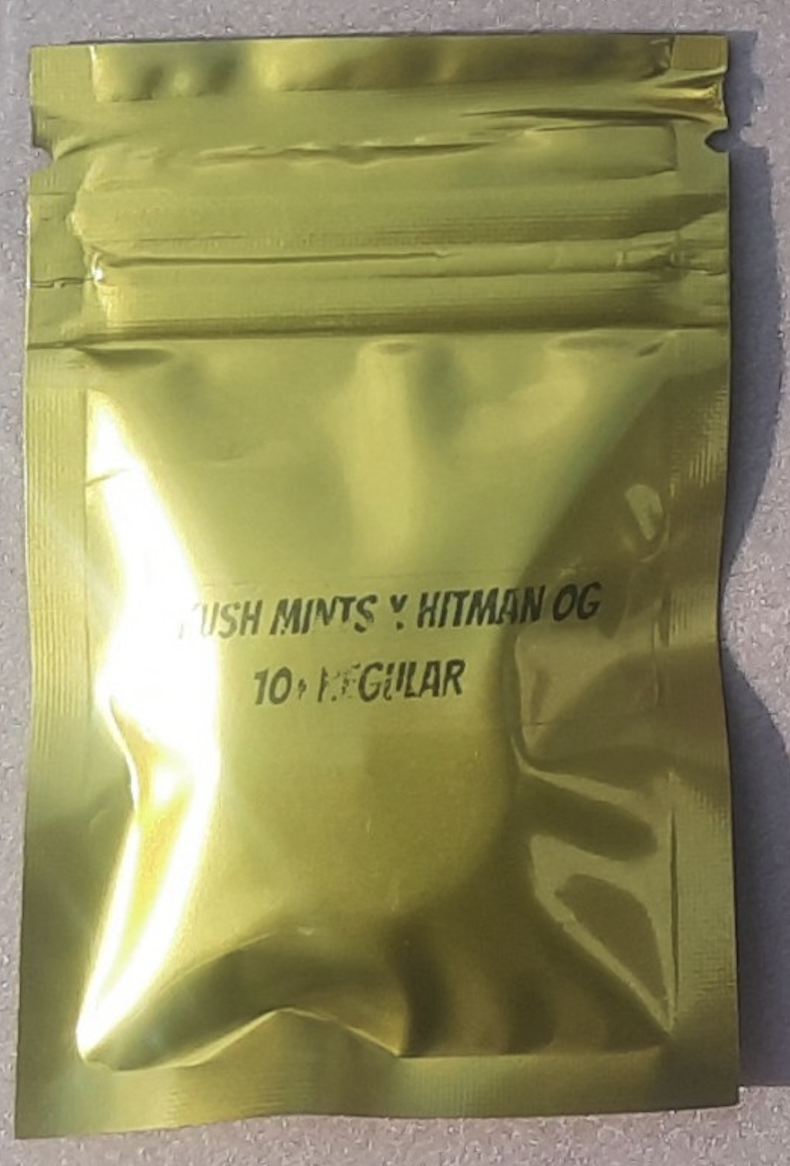 KUSH MINTS X HITMAN OG
10+ REGULAR